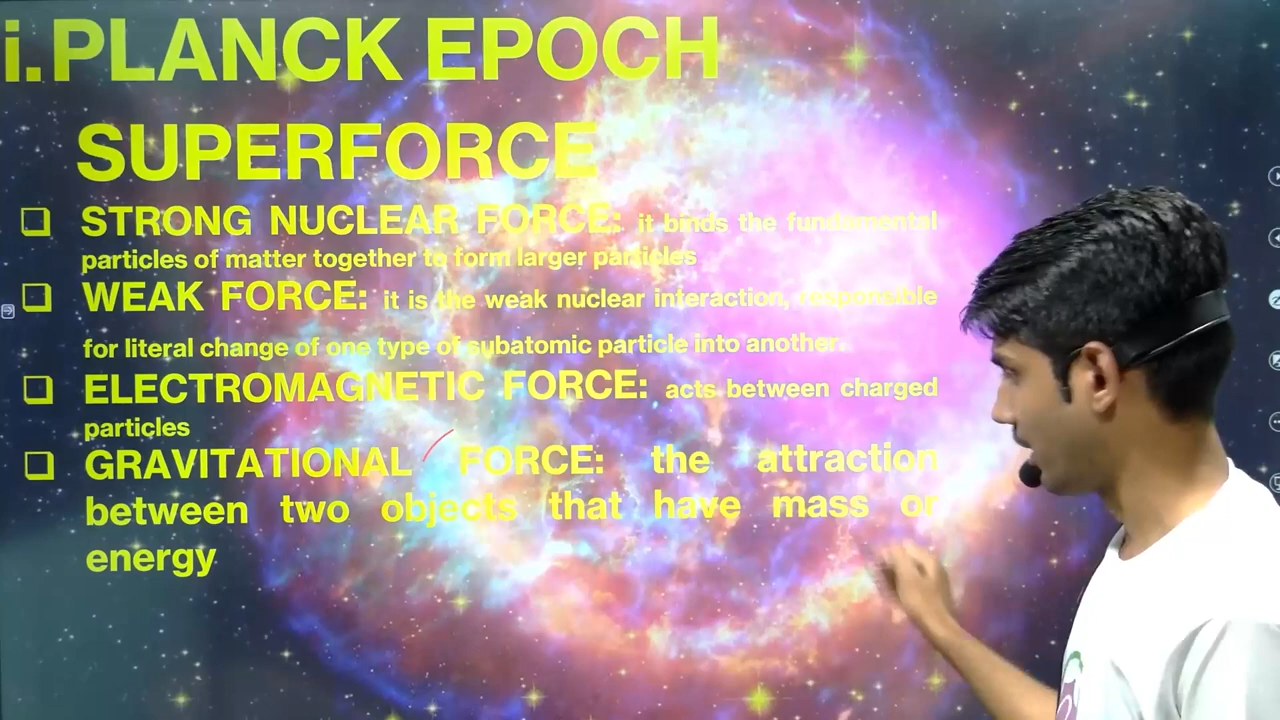 i.PLANCK EPOCH
SUPERFORCE
❑ STRONG NUCLEAR FORCE: it binds the fundamental
particles of matter together to form larger particles
❑ WEAK FORCE: it is the weak nuclear interaction, responsible
for literal change of one type of subatomic particle into another.
❑ ELECTROMAGNETIC FORCE: acts between charged
particles
❑ GRAVITATIONAL FORCE: the attraction
between two objects that have mass or
energy